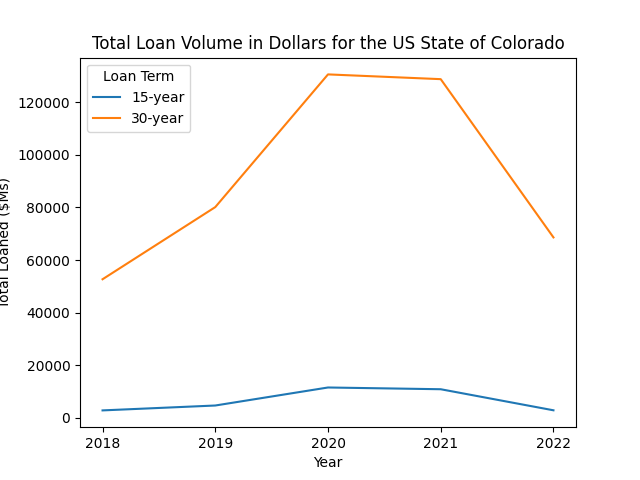 Total Loan Volume in Dollars for the US State of Colorado
Loan Term
15-year
30-year
120000
100000
80000
60000
40000
20000
0
Total Loaned ($Ms)
2018 2019 2020 2021 2022
Year